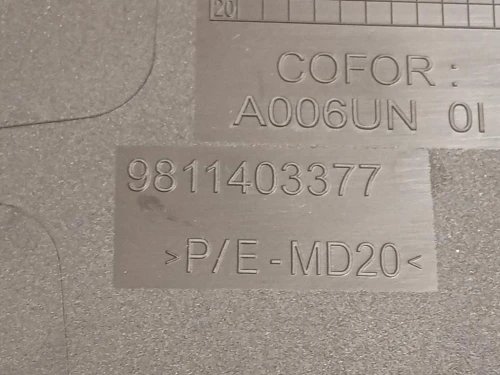 20
COFOR :
A006UN 01
9811403377
>P/E-MD20<